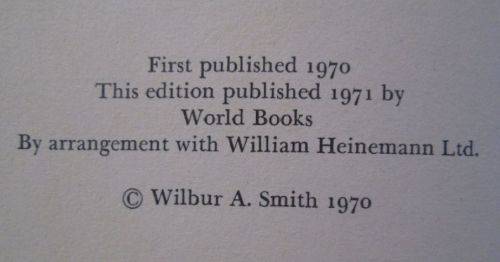 First published 1970
This edition published 1971 by
World Books
By arrangement with William Heinemann Ltd.
© Wilbur A. Smith 1970